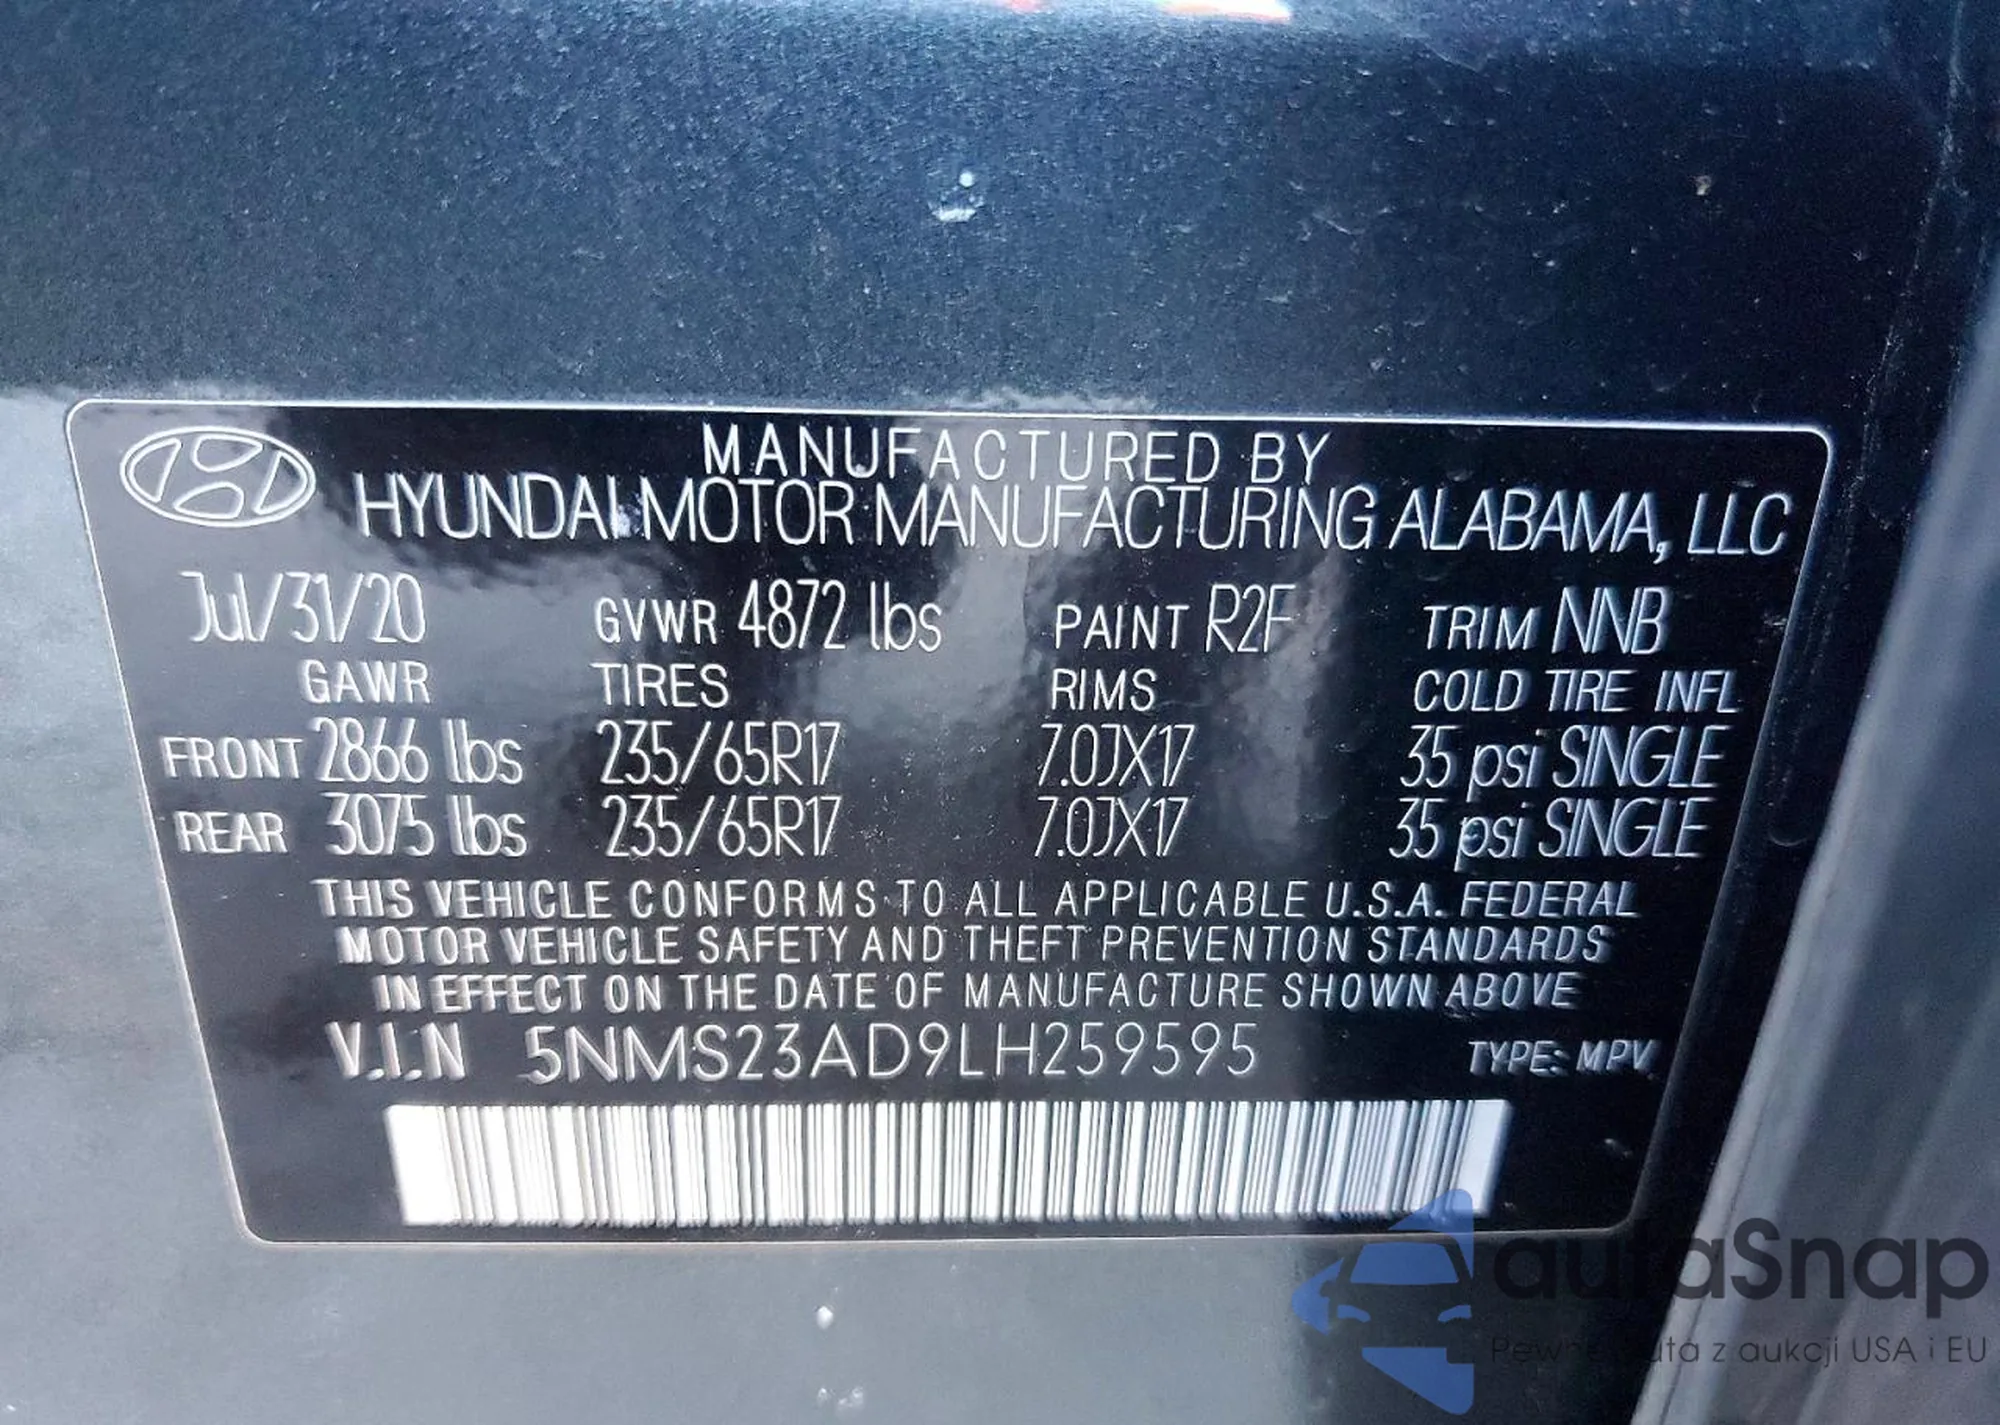 MANUFACTURED BY
HYUNDAI MOTOR MANUFACTURING ALABAMA, LLC
Jul/31/20 GVWR 4872 lbs PAINT R2F TRIM NNB
GAWR TIRES RIMS COLD TIRE INFL
FRONT 2866 lbs 235/65R17 7.0JX17 35 psi SINGLE
REAR 3075 lbs 235/65R17 7.0JX17 35 psi SINGLE
THIS VEHICLE CONFORMS TO ALL APPLICABLE U.S.A. FEDERAL
MOTOR VEHICLE SAFETY AND THEFT PREVENTION STANDARDS
IN EFFECT ON THE DATE OF MANUFACTURE SHOWN ABOVE
V.I.N 5NMS23AD9LH259595 TYPE: MPV
autaSnap
Pewne auta z aukcji USA i EU